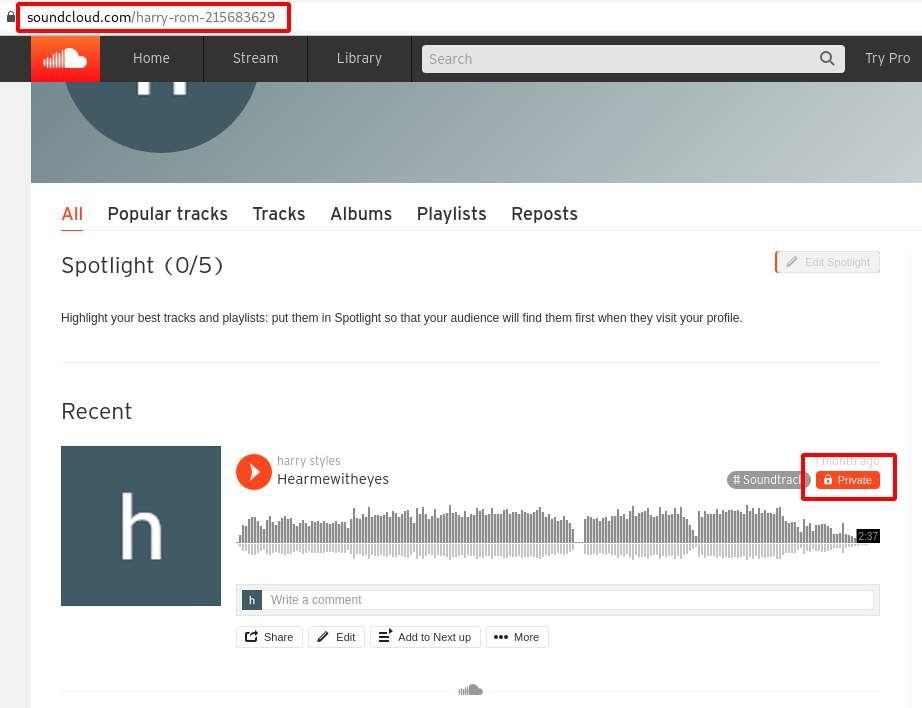 soundcloud.com/harry-rom-215683629
Home Stream Library Search Try Pro
All Popular tracks Tracks Albums Playlists Reposts
Spotlight (0/5)
Edit Spotlight
Highlight your best tracks and playlists: put them in Spotlight so that your audience will find them first when they visit your profile.
Recent
harry styles 1 month ago
Hearmewitheyes # Soundtrack Private
h
2:37
h Write a comment
Share Edit Add to Next up More